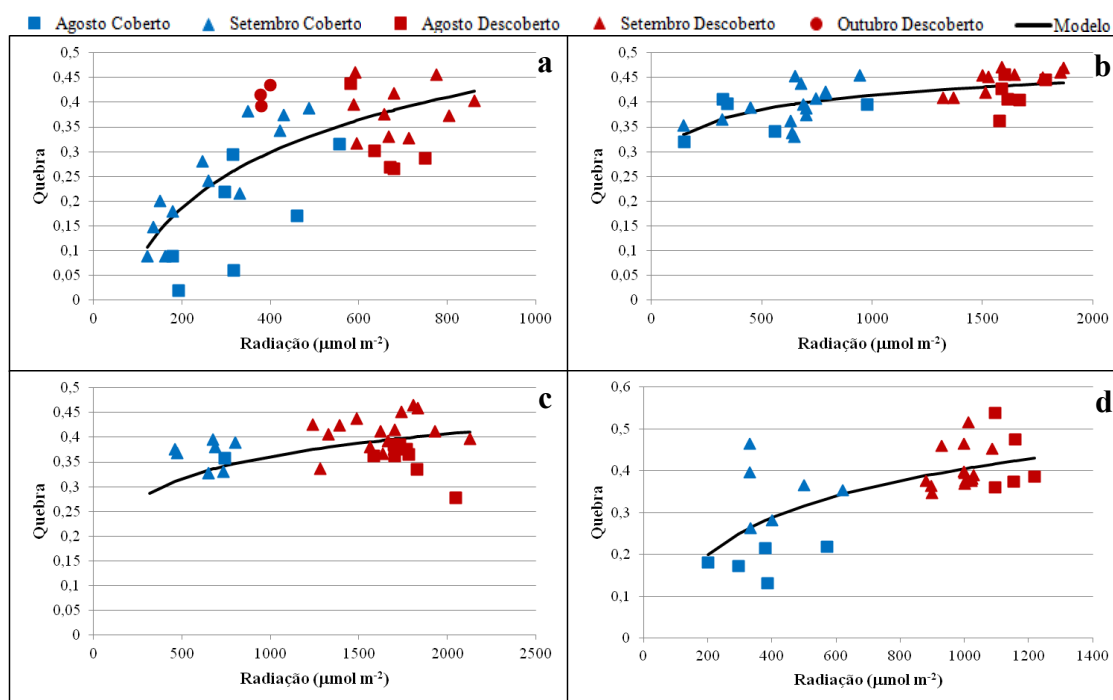 Agosto Coberto Setembro Coberto Agosto Descoberto Setembro Descoberto Outubro Descoberto Modelo
a
0,5
0,45
0,4
0,35
0,3
0,25
0,2
0,15
0,1
0,05
0
Quebra
0 200 400 600 800 1000
Radiação (µmol m-2)
b
0,5
0,45
0,4
0,35
0,3
0,25
0,2
0,15
0,1
0,05
0
Quebra
0 500 1000 1500 2000
Radiação (µmol m-2)
c
0,5
0,45
0,4
0,35
0,3
0,25
0,2
0,15
0,1
0,05
0
Quebra
0 500 1000 1500 2000 2500
Radiação (µmol m-2)
d
0,6
0,5
0,4
0,3
0,2
0,1
0
Quebra
0 200 400 600 800 1000 1200 1400
Radiação (µmol m-2)